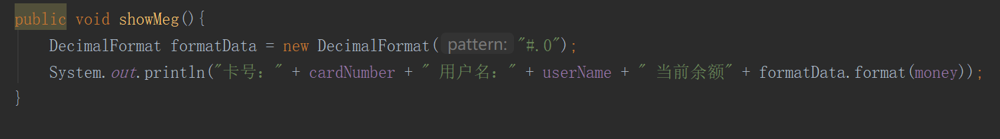 public void showMeg(){
DecimalFormat formatData = new DecimalFormat( pattern: "#.0");
System.out.println("卡号：" + cardNumber + " 用户名：" + userName + " 当前余额" + formatData.format(money));
}